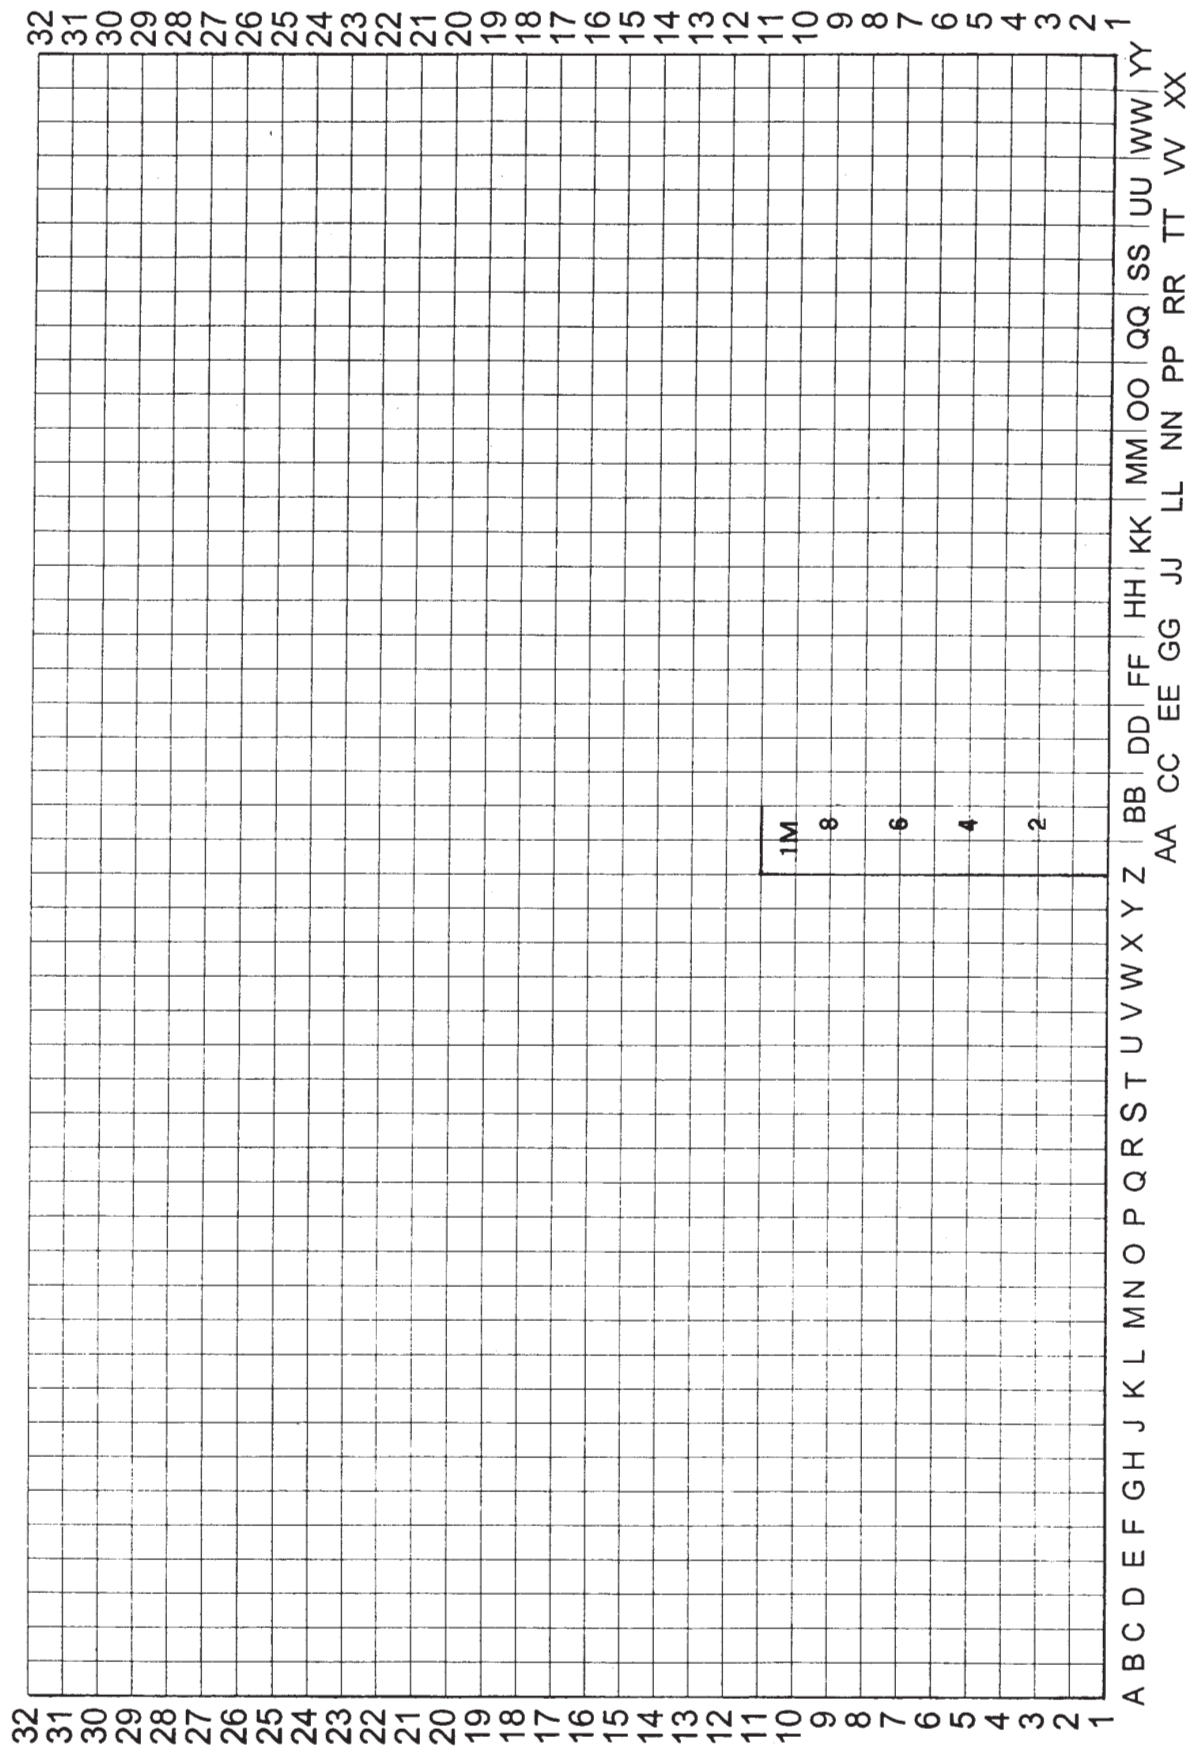 32 31 30 29 28 27 26 25 24 23 22 21 20 19 18 17 16 15 14 13 12 11 10 9 8 7 6 5 4 3 2 1
32 31 30 29 28 27 26 25 24 23 22 21 20 19 18 17 16 15 14 13 12 11 10 9 8 7 6 5 4 3 2 1
1M
8
6
4
2
A B C D E F G H J K L M N O P Q R S T U V W X Y Z BB DD FF HH KK MM OO QQ SS UU WW YY
AA CC EE GG JJ LL NN PP RR TT VV XX